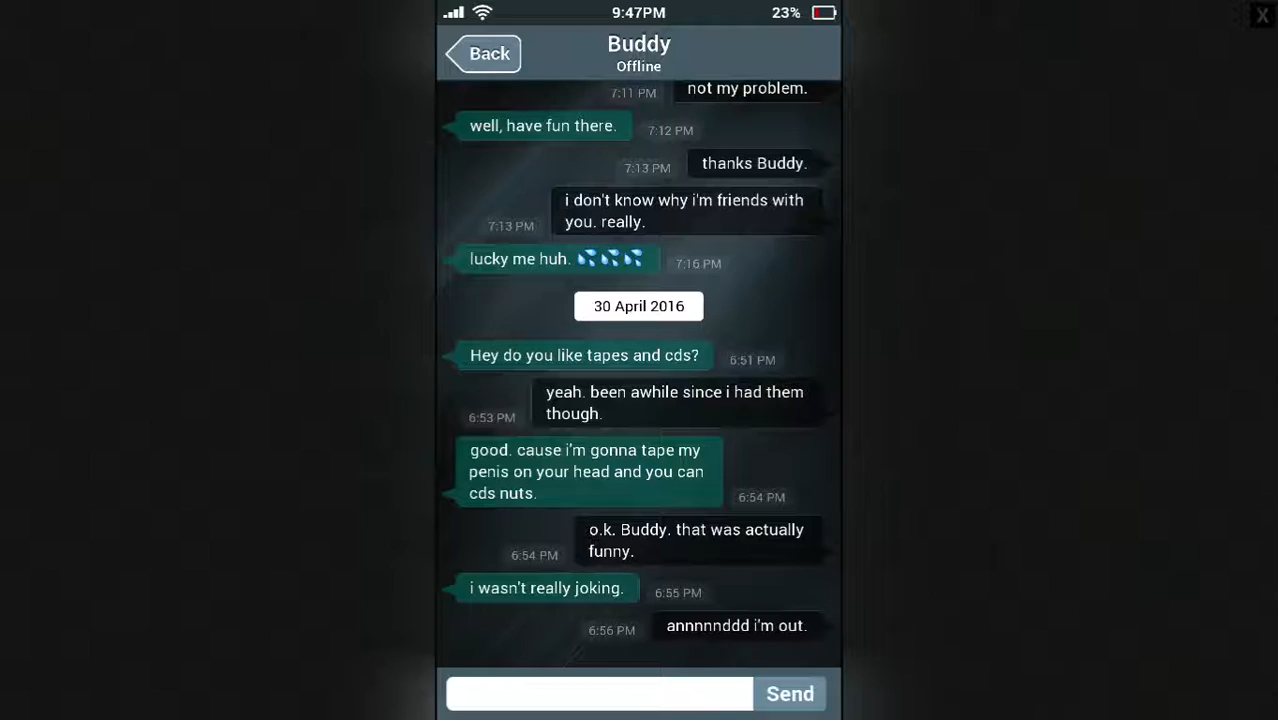 9:47PM
23%
X
Back
Buddy
Offline
not my problem.
7:11 PM
well, have fun there.
7:12 PM
thanks Buddy.
7:13 PM
i don't know why i'm friends with
you. really.
7:13 PM
lucky me huh. 💦💦💦
7:16 PM
30 April 2016
Hey do you like tapes and cds?
6:51 PM
yeah. been awhile since i had them
though.
6:53 PM
good. cause i'm gonna tape my
penis on your head and you can
cds nuts.
6:54 PM
o.k. Buddy. that was actually
funny.
6:54 PM
i wasn't really joking.
6:55 PM
annnnnddd i'm out.
6:56 PM
Send